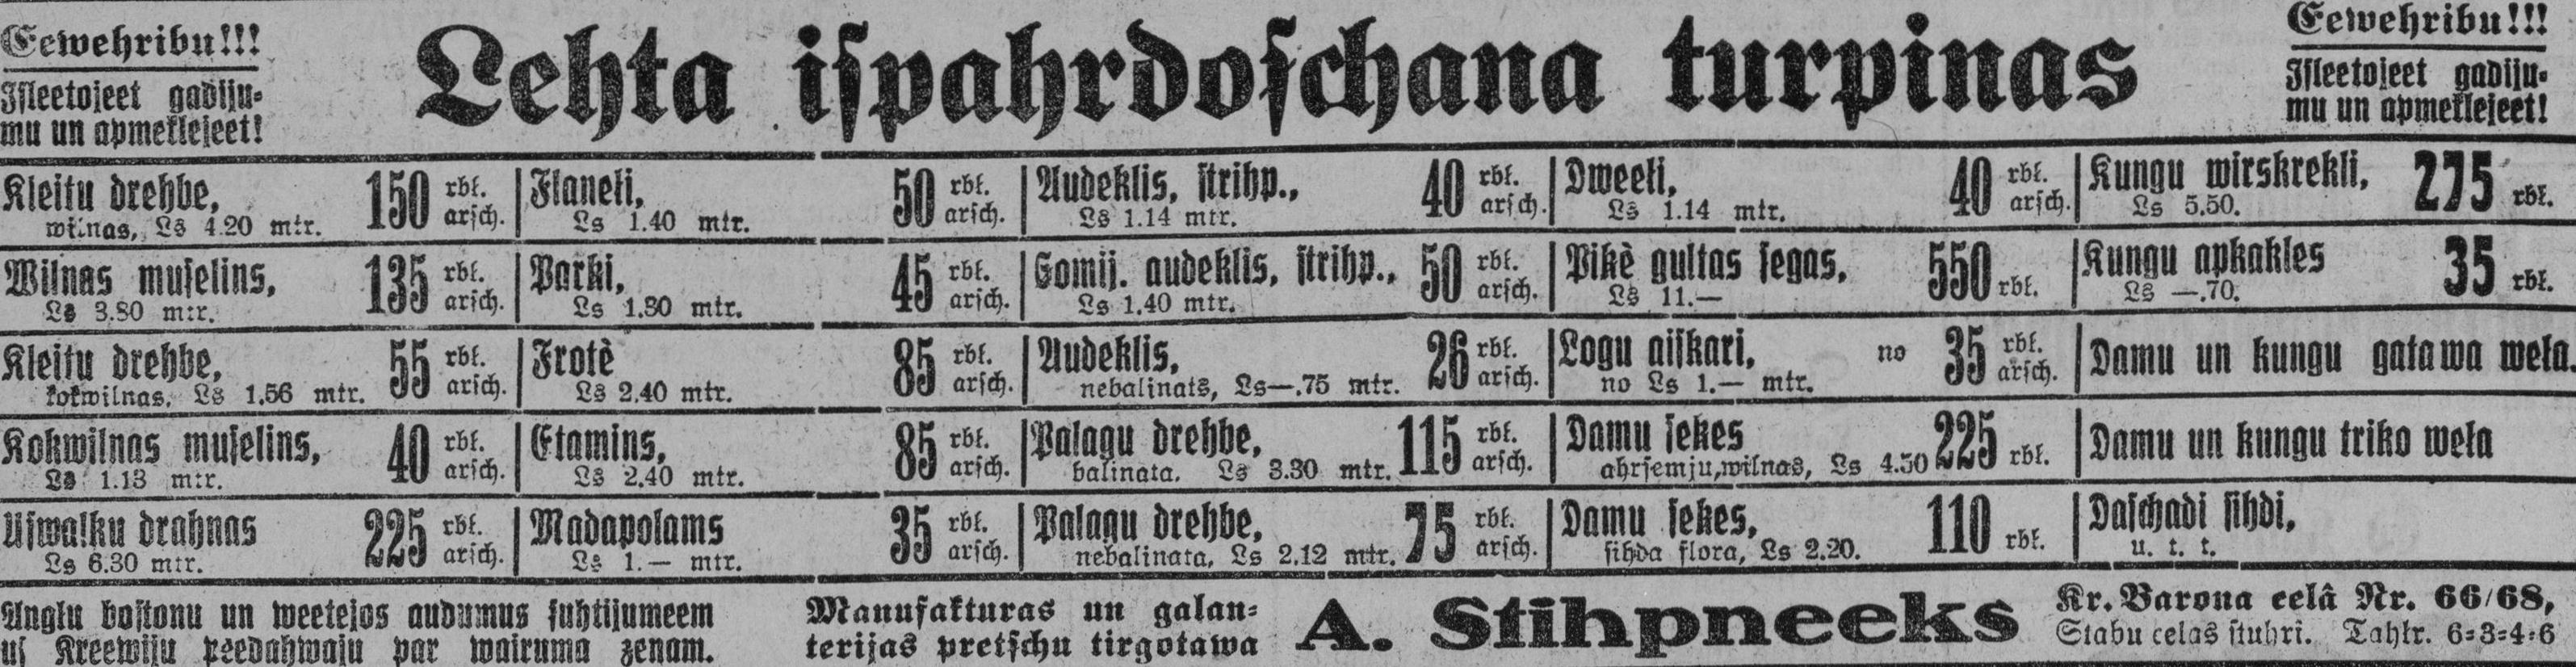 Eewehribu!!!
Isleetojeet gadiju-
mu un apmeklejeet!
Lehta ispahrdoschana turpinas
Eewehribu!!!
Isleetojeet gadiju-
mu un apmeklejeet!
Kleitu drehbe, 150 rbl. arsch.
wilnas, Ls 4.20 mtr.
Flaneli, 50 rbl. arsch.
Ls 1.40 mtr.
Audeklis, strihp., 40 rbl. arsch.
Ls 1.14 mtr.
Dweeli, 40 rbl. arsch.
Ls 1.14 mtr.
Kungu wirskrekli, 275 rbl.
Ls 5.50.
Wilnas muselins, 135 rbl. arsch.
Ls 3.80 mtr.
Parki, 45 rbl. arsch.
Ls 1.30 mtr.
Somij. audeklis, strihp., 50 rbl. arsch.
Ls 1.40 mtr.
Pikè gultas segas, 550 rbl.
Ls 11.—
Kungu apkakles 35 rbl.
Ls —.70.
Kleitu drehbe, 55 rbl. arsch.
kokwilnas, Ls 1.56 mtr.
Frotè 85 rbl. arsch.
Ls 2.40 mtr.
Audeklis, 26 rbl. arsch.
nebalinats, Ls—.75 mtr.
Logu aiskari, no 35 rbl. arsch.
no Ls 1.— mtr.
Damu un kungu gatawa wela.
Kokwilnas muselins, 40 rbl. arsch.
Ls 1.13 mtr.
Etamins, 85 rbl. arsch.
Ls 2.40 mtr.
Palagu drehbe, 115 rbl. arsch.
balinata, Ls 3.30 mtr.
Damu sekes 225 rbl.
ahrsemju, wilnas, Ls 4.50
Damu un kungu triko wela
Uswalku drahnas 225 rbl. arsch.
Ls 6.30 mtr.
Madapolams 35 rbl. arsch.
Ls 1.— mtr.
Palagu drehbe, 75 rbl. arsch.
nebalinata, Ls 2.12 mtr.
Damu sekes, 110 rbl.
sihda flora, Ls 2.20.
Daschadi sihdi,
u. t. t.
Anglu bostonu un weetejos audumus suhtijumeem
us Kreewiju peedahwaju par wairuma zenam.
Manufakturas un galan-
terijas pretschu tirgotawa
A. Stihpneeks
Kr. Barona eelâ Nr. 66/68,
Stabu eelas stuhri. Tahlr. 6-3-4-6